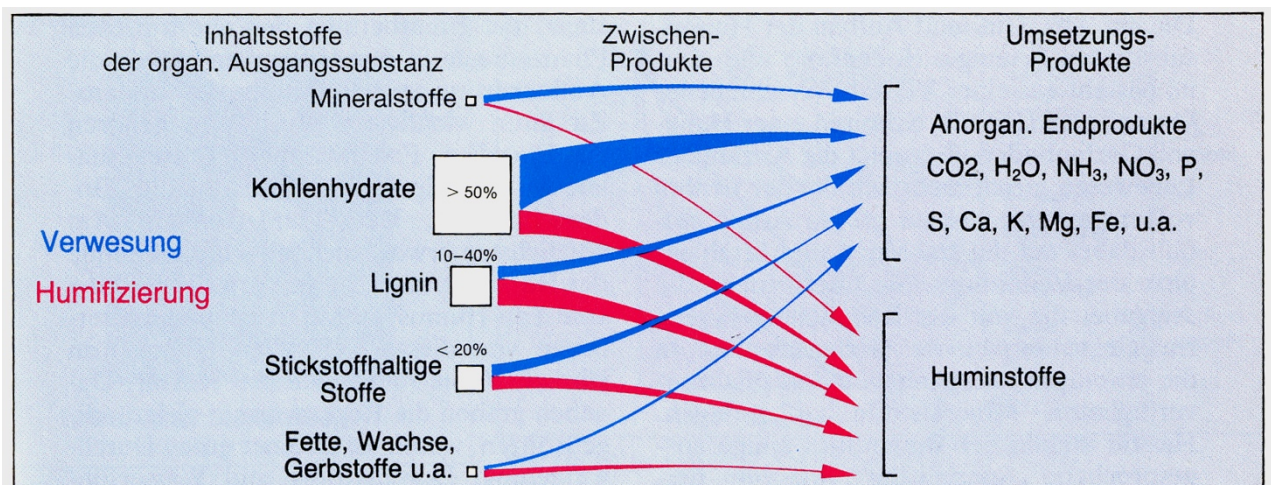 Inhaltsstoffe
der organ. Ausgangssubstanz
Zwischen-
Produkte
Umsetzungs-
Produkte
Mineralstoffe
Kohlenhydrate
> 50%
Verwesung
Humifizierung
10–40%
Lignin
< 20%
Stickstoffhaltige
Stoffe
Fette, Wachse,
Gerbstoffe u.a.
Anorgan. Endprodukte
CO2, H₂O, NH₃, NO₃, P,
S, Ca, K, Mg, Fe, u.a.
Huminstoffe